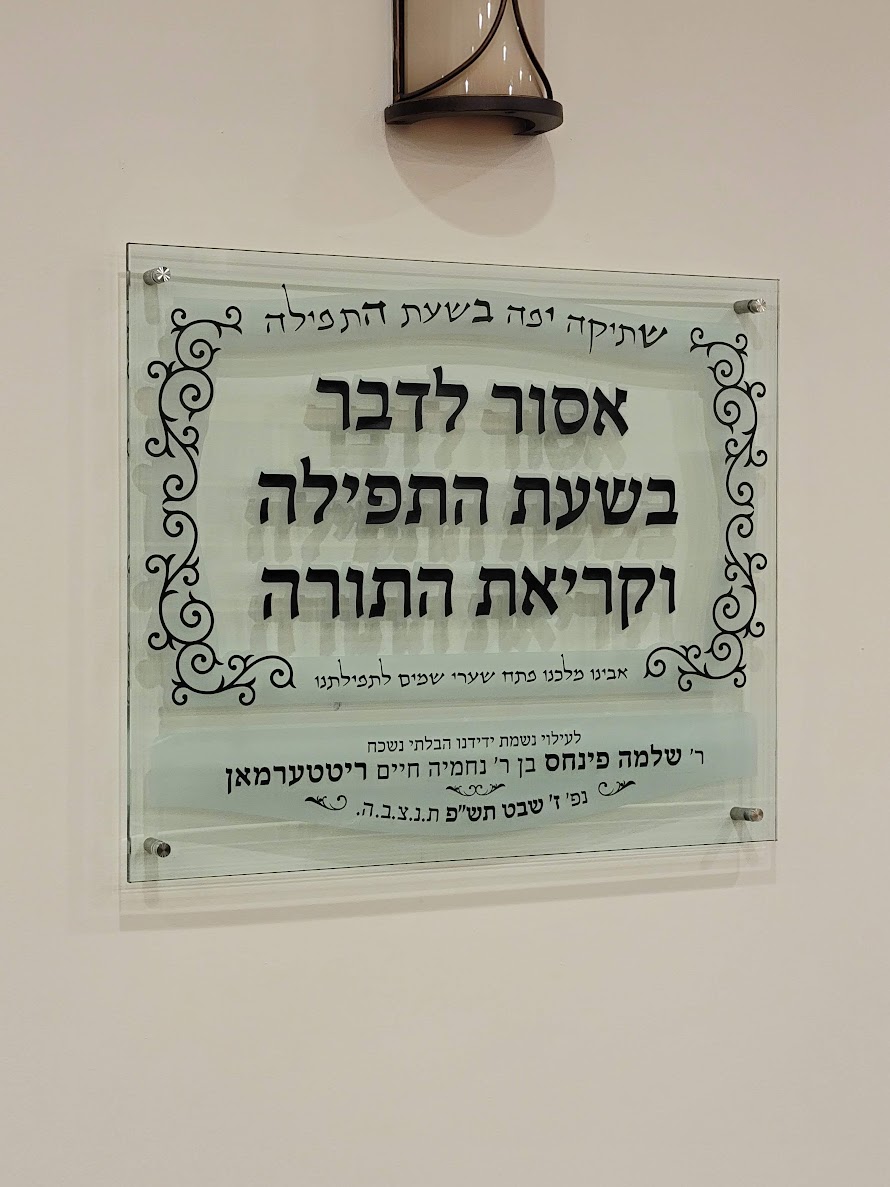 שתיקה יפה בשעת התפילה
אסור לדבר
בשעת התפילה
וקריאת התורה
אבינו מלכנו פתח שערי שמים לתפילתנו
לעילוי נשמת ידידנו הבלתי נשכח
ר׳ שלמה פינחס בן ר׳ נחמיה חיים ריטטערמאן
נפ׳ ז׳ שבט תש״פ ת.נ.צ.ב.ה.